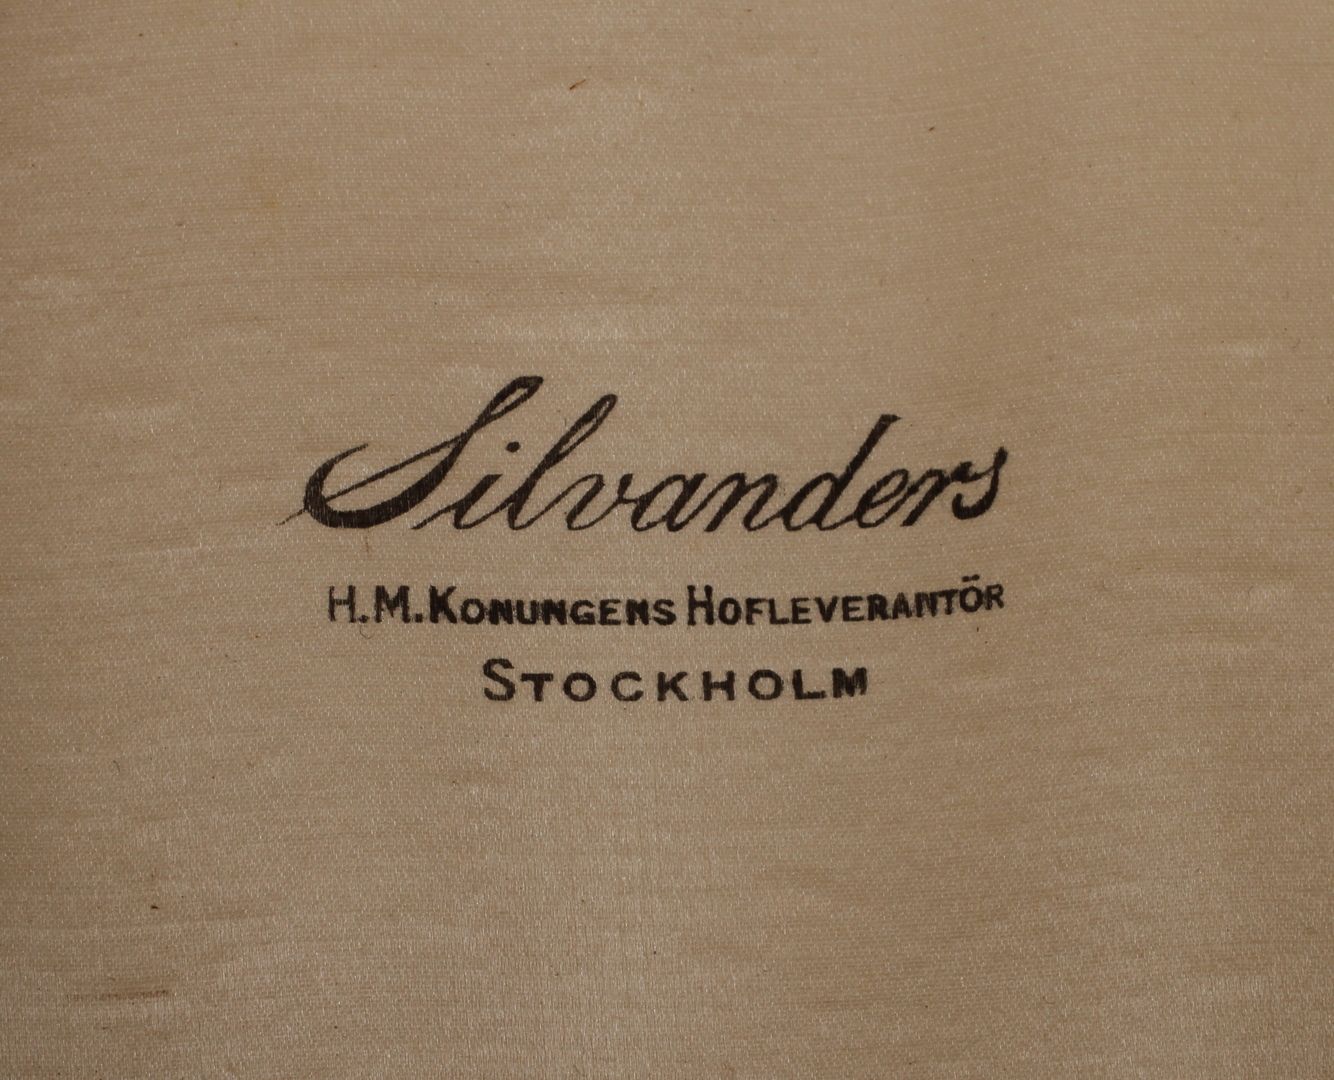 Silvanders
H.M. Konungens Hofleverantör
Stockholm